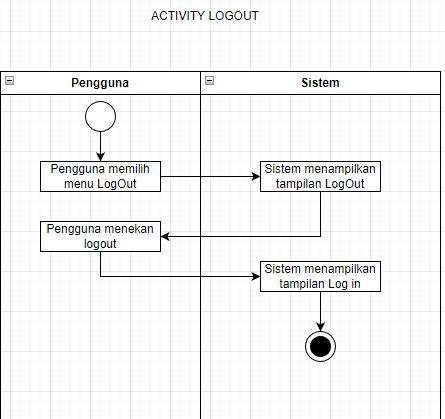 ACTIVITY LOGOUT
Pengguna
Sistem
Pengguna memilih
menu LogOut
Sistem menampilkan
tampilan LogOut
Pengguna menekan
logout
Sistem menampilkan
tampilan Log in